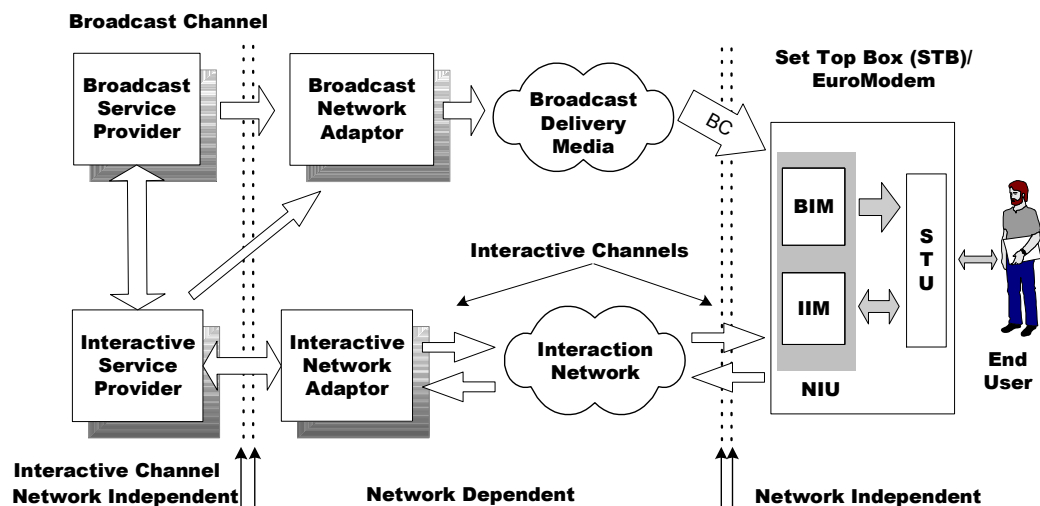 Broadcast Channel
Set Top Box (STB)/
EuroModem
Broadcast
Service
Provider
Broadcast
Network
Adaptor
Broadcast
Delivery
Media
BC
BIM
S
T
U
Interactive Channels
IIM
Interactive
Service
Provider
Interactive
Network
Adaptor
Interaction
Network
NIU
End
User
Interactive Channel
Network Independent
Network Dependent
Network Independent